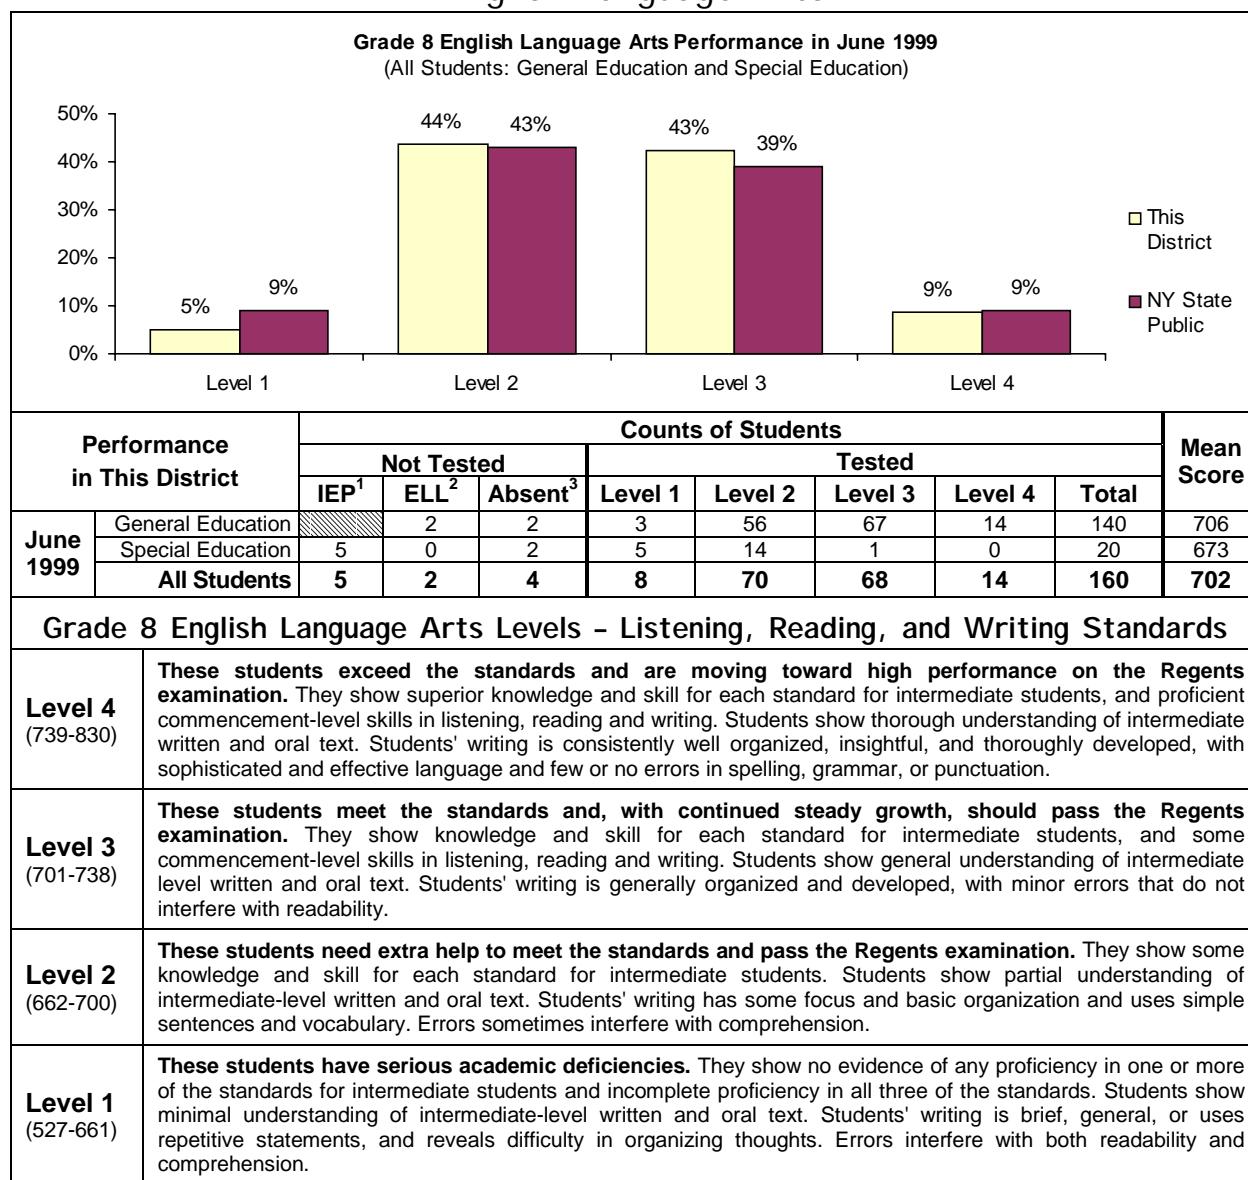 Grade 8 English Language Arts Performance in June 1999
(All Students: General Education and Special Education)
50%
40%
30%
20%
10%
0%
5%
9%
44%
43%
43%
39%
9%
9%
Level 1
Level 2
Level 3
Level 4
This
District
NY State
Public
Performance
in This District
Counts of Students
Mean
Score
Not Tested
Tested
IEP1 ELL2 Absent3 Level 1 Level 2 Level 3 Level 4 Total
June
1999
General Education 2 2 3 56 67 14 140 706
Special Education 5 0 2 5 14 1 0 20 673
All Students 5 2 4 8 70 68 14 160 702
Grade 8 English Language Arts Levels – Listening, Reading, and Writing Standards
Level 4
(739-830)
These students exceed the standards and are moving toward high performance on the Regents
examination. They show superior knowledge and skill for each standard for intermediate students, and proficient
commencement-level skills in listening, reading and writing. Students show thorough understanding of intermediate
written and oral text. Students' writing is consistently well organized, insightful, and thoroughly developed, with
sophisticated and effective language and few or no errors in spelling, grammar, or punctuation.
Level 3
(701-738)
These students meet the standards and, with continued steady growth, should pass the Regents
examination. They show knowledge and skill for each standard for intermediate students, and some
commencement-level skills in listening, reading and writing. Students show general understanding of intermediate
level written and oral text. Students' writing is generally organized and developed, with minor errors that do not
interfere with readability.
Level 2
(662-700)
These students need extra help to meet the standards and pass the Regents examination. They show some
knowledge and skill for each standard for intermediate students. Students show partial understanding of
intermediate-level written and oral text. Students' writing has some focus and basic organization and uses simple
sentences and vocabulary. Errors sometimes interfere with comprehension.
Level 1
(527-661)
These students have serious academic deficiencies. They show no evidence of any proficiency in one or more
of the standards for intermediate students and incomplete proficiency in all three of the standards. Students show
minimal understanding of intermediate-level written and oral text. Students' writing is brief, general, or uses
repetitive statements, and reveals difficulty in organizing thoughts. Errors interfere with both readability and
comprehension.